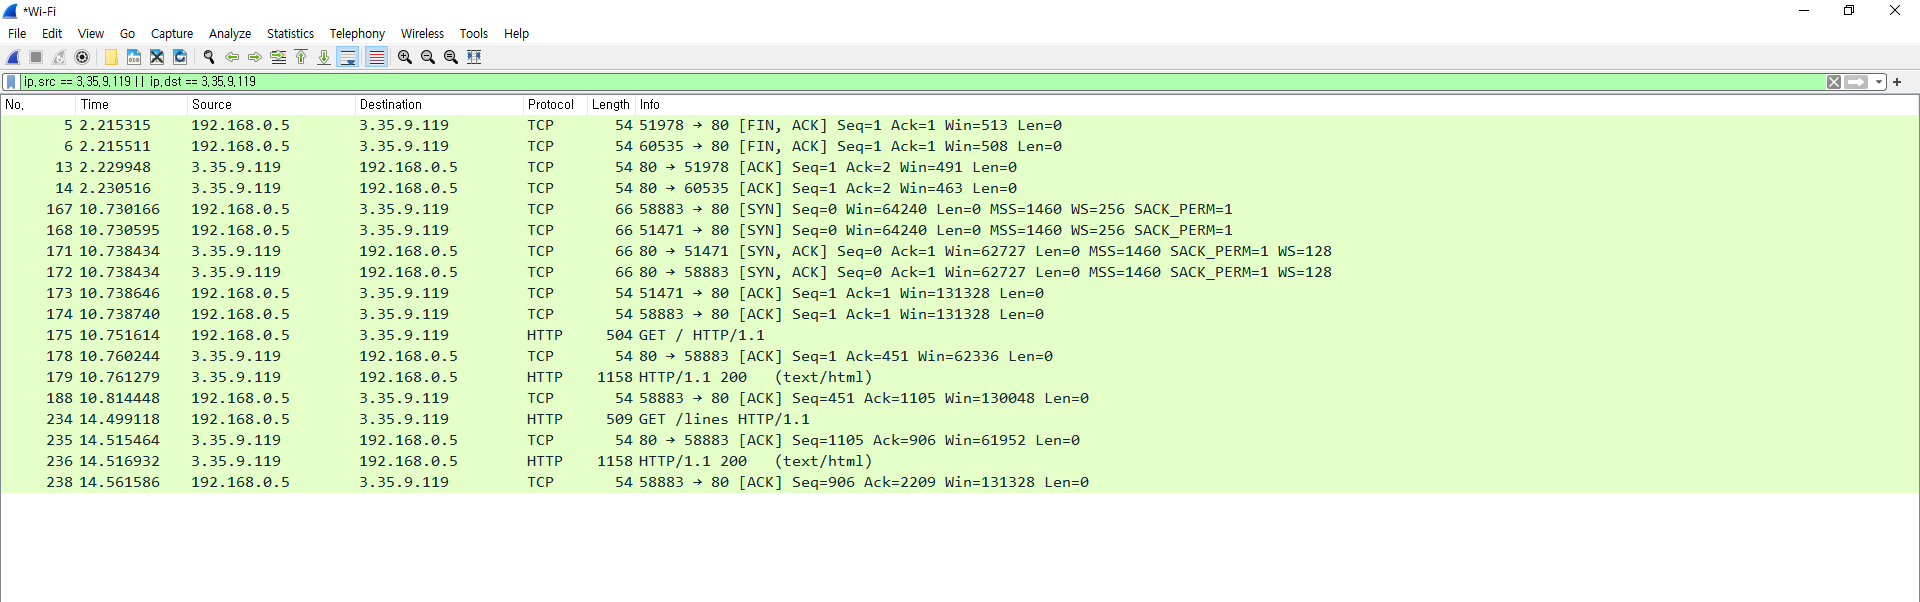 *Wi-Fi
File Edit View Go Capture Analyze Statistics Telephony Wireless Tools Help
ip.src == 3.35.9.119 || ip.dst == 3.35.9.119
No. Time Source Destination Protocol Length Info
5 2.215315 192.168.0.5 3.35.9.119 TCP 54 51978 → 80 [FIN, ACK] Seq=1 Ack=1 Win=513 Len=0
6 2.215511 192.168.0.5 3.35.9.119 TCP 54 60535 → 80 [FIN, ACK] Seq=1 Ack=1 Win=508 Len=0
13 2.229948 3.35.9.119 192.168.0.5 TCP 54 80 → 51978 [ACK] Seq=1 Ack=2 Win=491 Len=0
14 2.230516 3.35.9.119 192.168.0.5 TCP 54 80 → 60535 [ACK] Seq=1 Ack=2 Win=463 Len=0
167 10.730166 192.168.0.5 3.35.9.119 TCP 66 58883 → 80 [SYN] Seq=0 Win=64240 Len=0 MSS=1460 WS=256 SACK_PERM=1
168 10.730595 192.168.0.5 3.35.9.119 TCP 66 51471 → 80 [SYN] Seq=0 Win=64240 Len=0 MSS=1460 WS=256 SACK_PERM=1
171 10.738434 3.35.9.119 192.168.0.5 TCP 66 80 → 51471 [SYN, ACK] Seq=0 Ack=1 Win=62727 Len=0 MSS=1460 SACK_PERM=1 WS=128
172 10.738434 3.35.9.119 192.168.0.5 TCP 66 80 → 58883 [SYN, ACK] Seq=0 Ack=1 Win=62727 Len=0 MSS=1460 SACK_PERM=1 WS=128
173 10.738646 192.168.0.5 3.35.9.119 TCP 54 51471 → 80 [ACK] Seq=1 Ack=1 Win=131328 Len=0
174 10.738740 192.168.0.5 3.35.9.119 TCP 54 58883 → 80 [ACK] Seq=1 Ack=1 Win=131328 Len=0
175 10.751614 192.168.0.5 3.35.9.119 HTTP 504 GET / HTTP/1.1
178 10.760244 3.35.9.119 192.168.0.5 TCP 54 80 → 58883 [ACK] Seq=1 Ack=451 Win=62336 Len=0
179 10.761279 3.35.9.119 192.168.0.5 HTTP 1158 HTTP/1.1 200 (text/html)
188 10.814448 192.168.0.5 3.35.9.119 TCP 54 58883 → 80 [ACK] Seq=451 Ack=1105 Win=130048 Len=0
234 14.499118 192.168.0.5 3.35.9.119 HTTP 509 GET /lines HTTP/1.1
235 14.515464 3.35.9.119 192.168.0.5 TCP 54 80 → 58883 [ACK] Seq=1105 Ack=906 Win=61952 Len=0
236 14.516932 3.35.9.119 192.168.0.5 HTTP 1158 HTTP/1.1 200 (text/html)
238 14.561586 192.168.0.5 3.35.9.119 TCP 54 58883 → 80 [ACK] Seq=906 Ack=2209 Win=131328 Len=0